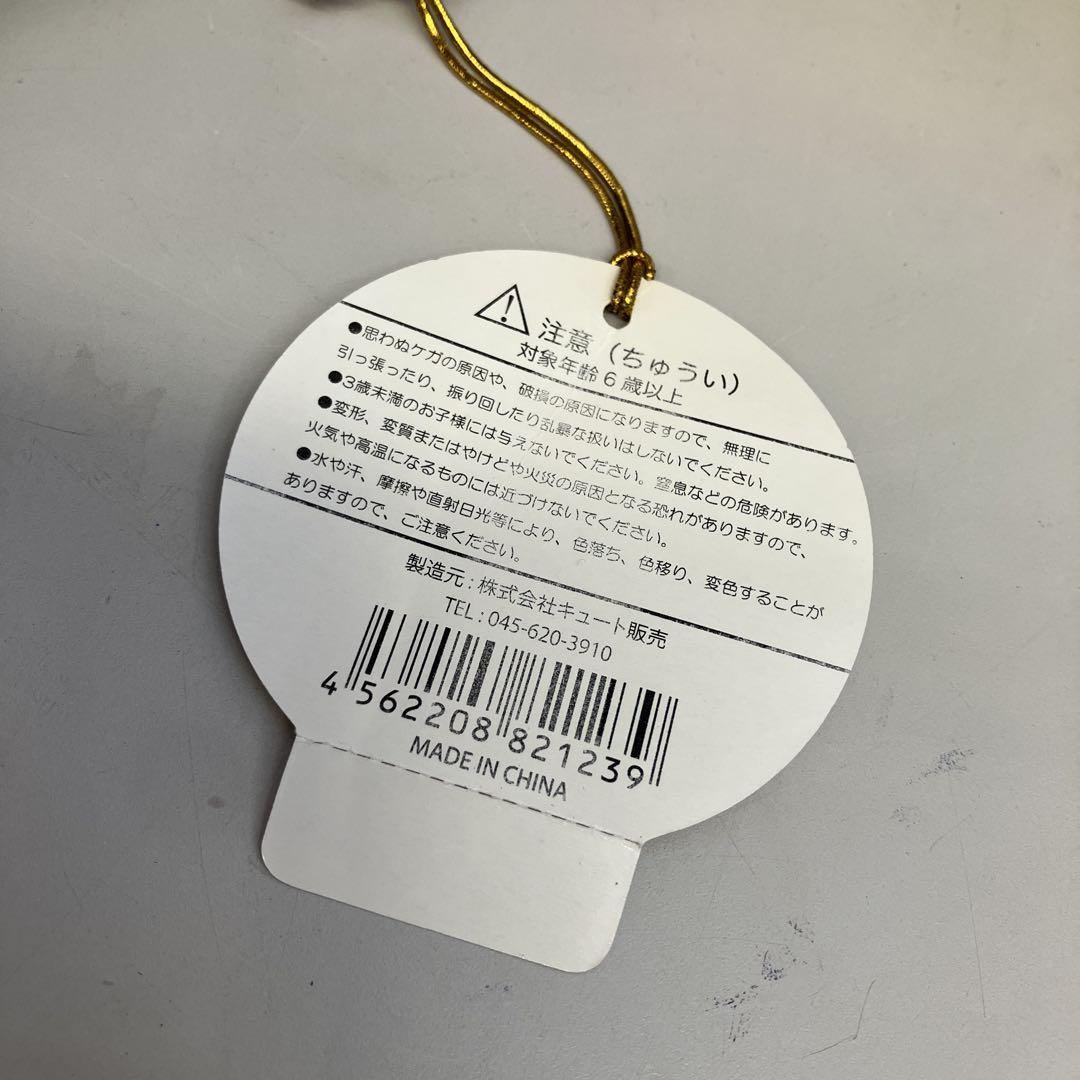 注意(ちゅうい)
対象年齢6歳以上
●思わぬケガの原因や、破損の原因になりますので、無理に
引っ張ったり、振り回したり乱暴な扱いはしないでください。
●3歳未満のお子様には与えないでください。窒息などの危険があります。
●変形、変質またはやけどや火災の原因となる恐れがありますので、
火気や高温になるものには近づけないでください。
●水や汗、摩擦や直射日光等により、色落ち、色移り、変色することが
ありますので、ご注意ください。
製造元:株式会社キュート販売
TEL:045-620-3910
4 562208 821239
MADE IN CHINA